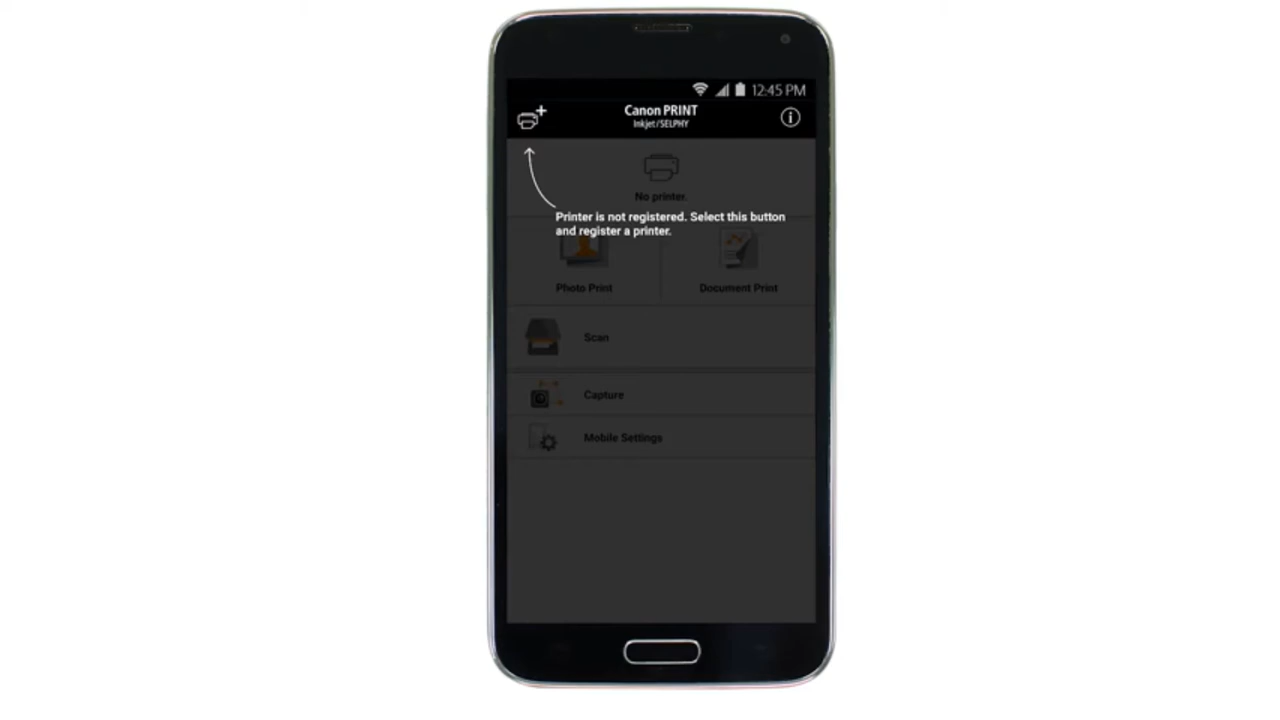 12:45 PM
Canon PRINT
Inkjet/SELPHY
No printer.
Printer is not registered. Select this button
and register a printer.
Photo Print
Document Print
Scan
Capture
Mobile Settings